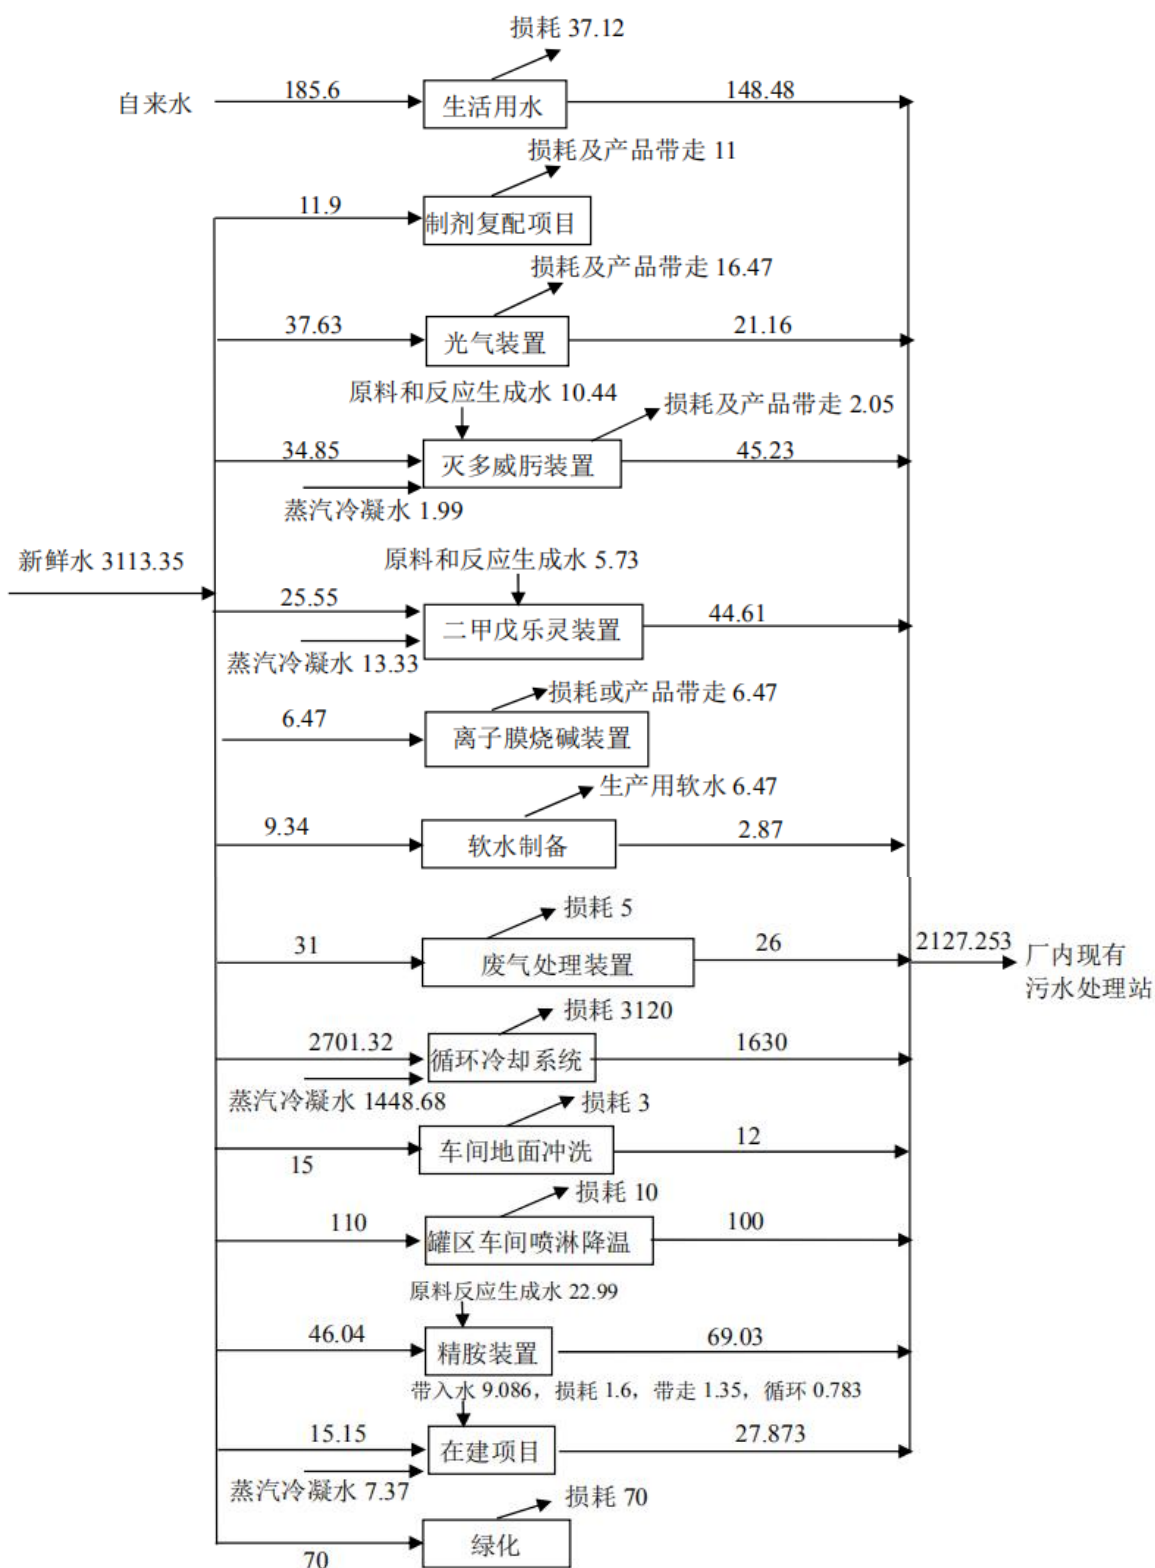 损耗 37.12
自来水
185.6
生活用水
148.48
损耗及产品带走 11
11.9
制剂复配项目
损耗及产品带走 16.47
37.63
光气装置
21.16
原料和反应生成水 10.44
损耗及产品带走 2.05
34.85
灭多威肟装置
45.23
蒸汽冷凝水 1.99
新鲜水 3113.35
原料和反应生成水 5.73
25.55
二甲戊乐灵装置
44.61
蒸汽冷凝水 13.33
损耗或产品带走 6.47
6.47
离子膜烧碱装置
生产用软水 6.47
9.34
软水制备
2.87
损耗 5
31
废气处理装置
26
2127.253
厂内现有
污水处理站
损耗 3120
2701.32
循环冷却系统
1630
蒸汽冷凝水 1448.68
损耗 3
15
车间地面冲洗
12
损耗 10
110
罐区车间喷淋降温
100
原料反应生成水 22.99
46.04
精胺装置
69.03
带入水 9.086，损耗 1.6，带走 1.35，循环 0.783
15.15
在建项目
27.873
蒸汽冷凝水 7.37
损耗 70
70
绿化